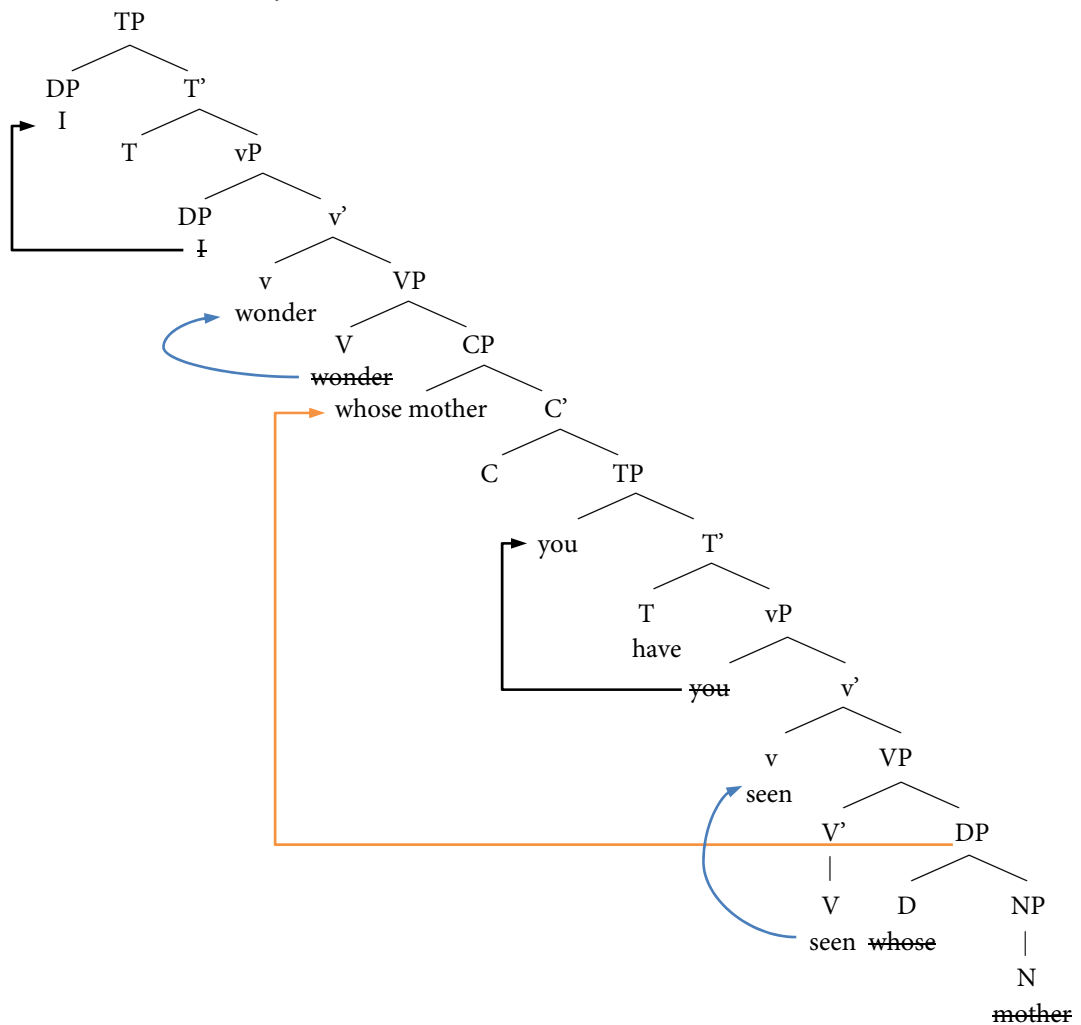 TP
DP T’
I
T vP
DP v’
I
v VP
wonder
V CP
wonder
whose mother C’
C TP
you T’
T vP
have
you v’
v VP
seen
V’ DP
V D NP
seen whose
N
mother